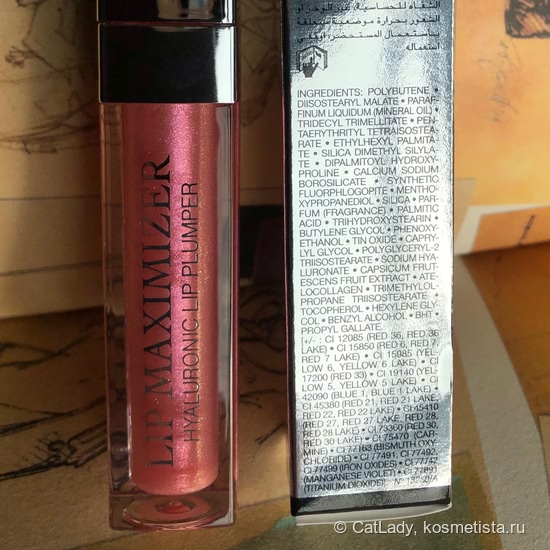 LIP MAXIMIZER
HYALURONIC LIP PLUMPER
باستعمال المستحضر
استعماله
INGREDIENTS: POLYBUTENE •
DIISOSTEARYL MALATE • PARAF-
FINUM LIQUIDUM (MINERAL OIL) •
TRIDECYL TRIMELLITATE • PEN-
TAERYTHRITYL TETRAISOSTEA-
RATE • ETHYLHEXYL PALMITA-
TE • SILICA DIMETHYL SILYLA-
TE • DIPALMITOYL HYDROXY-
PROLINE • CALCIUM SODIUM
BOROSILICATE • SYNTHETIC
FLUORPHLOGOPITE • MENTHO-
XYPROPANEDIOL • SILICA • PAR-
FUM (FRAGRANCE) • PALMITIC
ACID • TRIHYDROXYSTEARIN •
BUTYLENE GLYCOL • PHENOXY-
ETHANOL • TIN OXIDE • CAPRY-
LYL GLYCOL • POLYGLYCERYL-2
TRIISOSTEARATE • SODIUM HYA-
LURONATE • CAPSICUM FRUT-
ESCENS FRUIT EXTRACT • ATE-
LOCOLLAGEN • TRIMETHYLOL-
PROPANE TRIISOSTEARATE •
TOCOPHEROL • HEXYLENE GLY-
COL • BENZYL ALCOHOL • BHT •
PROPYL GALLATE
[+/- : CI 12085 (RED 36, RED 36
LAKE) • CI 15850 (RED 6, RED 7,
RED 7 LAKE) • CI 15985 (YEL-
LOW 6, YELLOW 6 LAKE) • CI
17200 (RED 33) • CI 19140 (YEL-
LOW 5, YELLOW 5 LAKE) • CI
42090 (BLUE 1, BLUE 1 LAKE) •
CI 45380 (RED 21, RED 21 LAKE,
RED 22, RED 22 LAKE) • CI 45410
(RED 27, RED 27 LAKE, RED 28,
RED 28 LAKE) • CI 73360 (RED 30,
RED 30 LAKE) • CI 75470 (CAR-
MINE) • CI 77163 (BISMUTH OXY-
CHLORIDE) • CI 77491, CI 77492,
CI 77499 (IRON OXIDES) • CI 77742
(MANGANESE VIOLET) • CI 77891
(TITANIUM DIOXIDE)].
© CatLady, kosmetista.ru